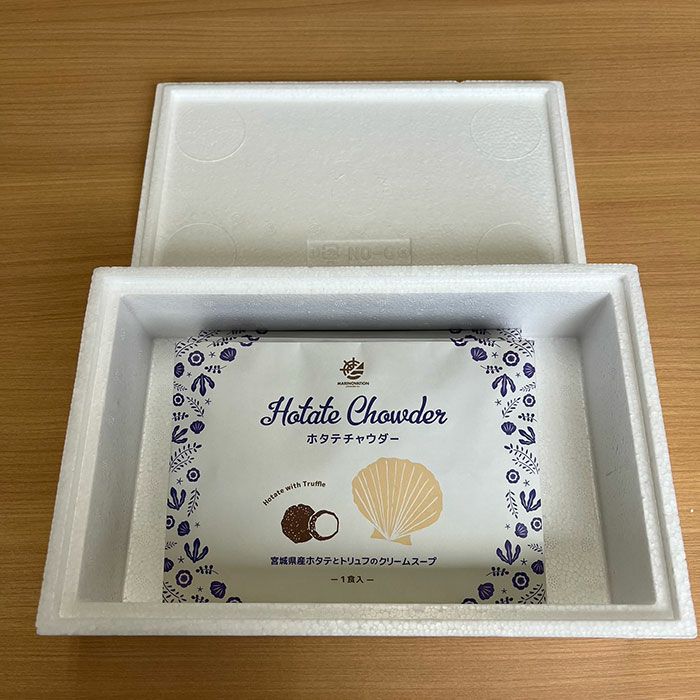 MARINOVATION
Hotate Chowder
ホタテチャウダー
Hotate with Truffle
宮城県産ホタテとトリュフのクリームスープ
ー1食入ー